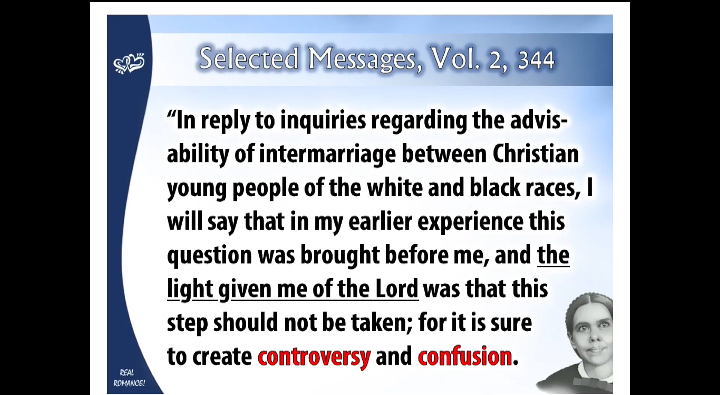 Selected Messages, Vol. 2, 344
“In reply to inquiries regarding the advis-
ability of intermarriage between Christian
young people of the white and black races, I
will say that in my earlier experience this
question was brought before me, and the
light given me of the Lord was that this
step should not be taken; for it is sure
to create controversy and confusion.
REAL
ROMANCE!